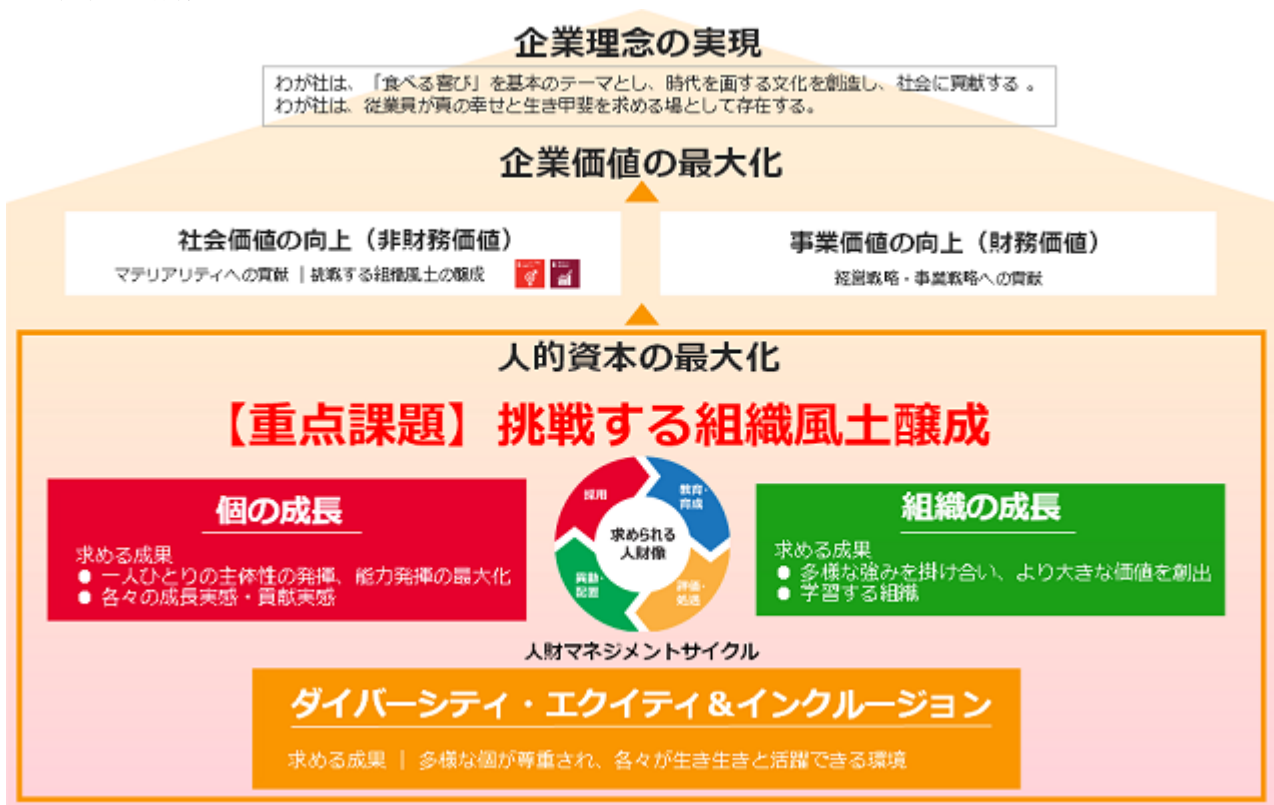 企業理念の実現
わが社は、「食べる喜び」を基本のテーマとし、時代を画する文化を創造し、社会に貢献する 。
わが社は、従業員が真の幸せと生き甲斐を求める場として存在する。
企業価値の最大化
社会価値の向上（非財務価値）
マテリアリティへの貢献｜挑戦する組織風土の醸成
事業価値の向上（財務価値）
経営戦略・事業戦略への貢献
人的資本の最大化
【重点課題】挑戦する組織風土醸成
個の成長
求める成果
● 一人ひとりの主体性の発揮、能力発揮の最大化
● 各々の成長実感・貢献実感
採用
教育・
育成
求められる
人財像
異動・
配置
評価・
処遇
人財マネジメントサイクル
組織の成長
求める成果
● 多様な強みを掛け合い、より大きな価値を創出
● 学習する組織
ダイバーシティ・エクイティ＆インクルージョン
求める成果 ｜ 多様な個が尊重され、各々が生き生きと活躍できる環境